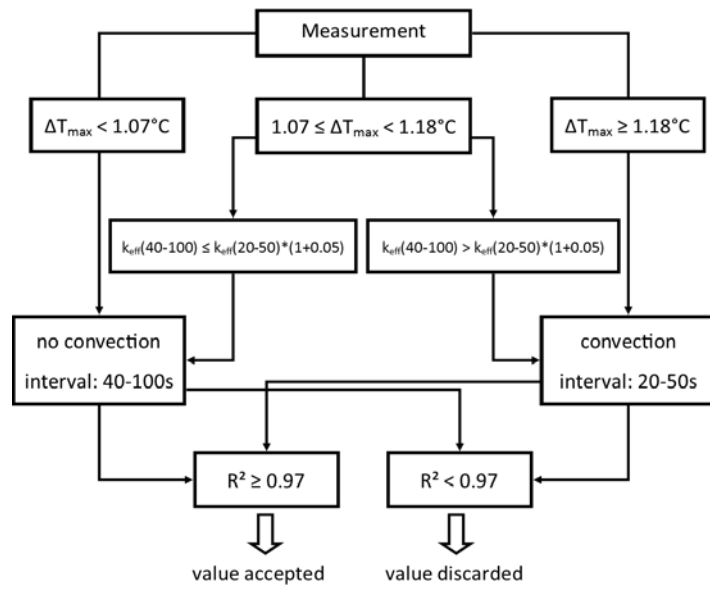 Measurement
ΔTmax < 1.07°C
1.07 ≤ ΔTmax < 1.18°C
ΔTmax ≥ 1.18°C
keff(40-100) ≤ keff(20-50)*(1+0.05)
keff(40-100) > keff(20-50)*(1+0.05)
no convection
interval: 40-100s
convection
interval: 20-50s
R² ≥ 0.97
R² < 0.97
value accepted
value discarded